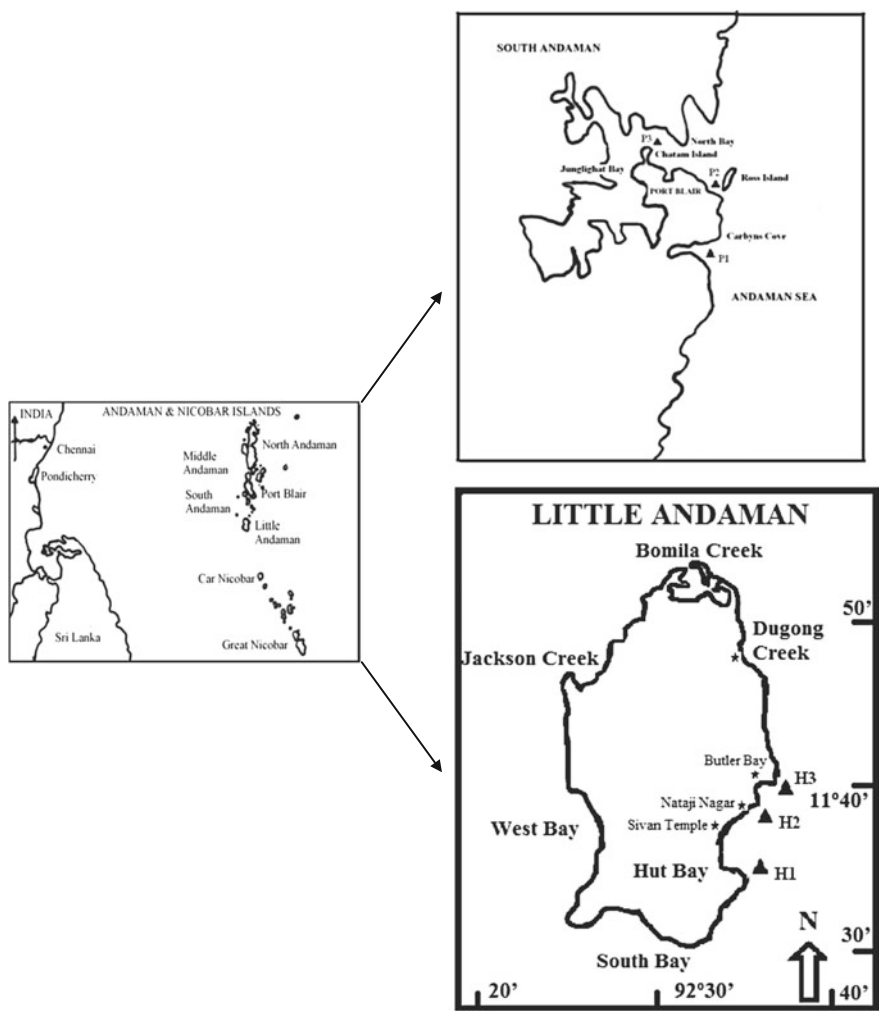 SOUTH ANDAMAN
P3
North Bay
Chatam Island
Junglighat Bay
P2
Ross Island
PORT BLAIR
Carbyns Cove
P1
ANDAMAN SEA
INDIA
ANDAMAN & NICOBAR ISLANDS
Chennai
North Andaman
Middle
Andaman
Pondicherry
South
Andaman
Port Blair
Little
Andaman
Car Nicobar
Sri Lanka
Great Nicobar
LITTLE ANDAMAN
Bomila Creek
50’
Dugong
Creek
Jackson Creek
Butler Bay
H3
11°40’
Nataji Nagar
H2
Sivan Temple
West Bay
Hut Bay
H1
N
30’
South Bay
20’
92°30’
40’